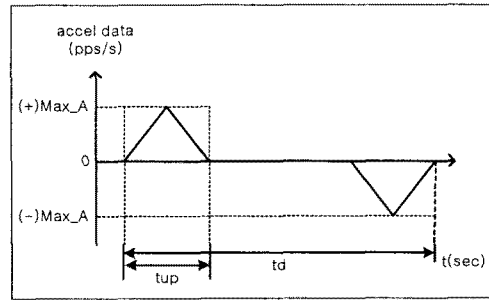 accel data
(pps/s)
(+)Max_A
0
(-)Max_A
td
t(sec)
tup